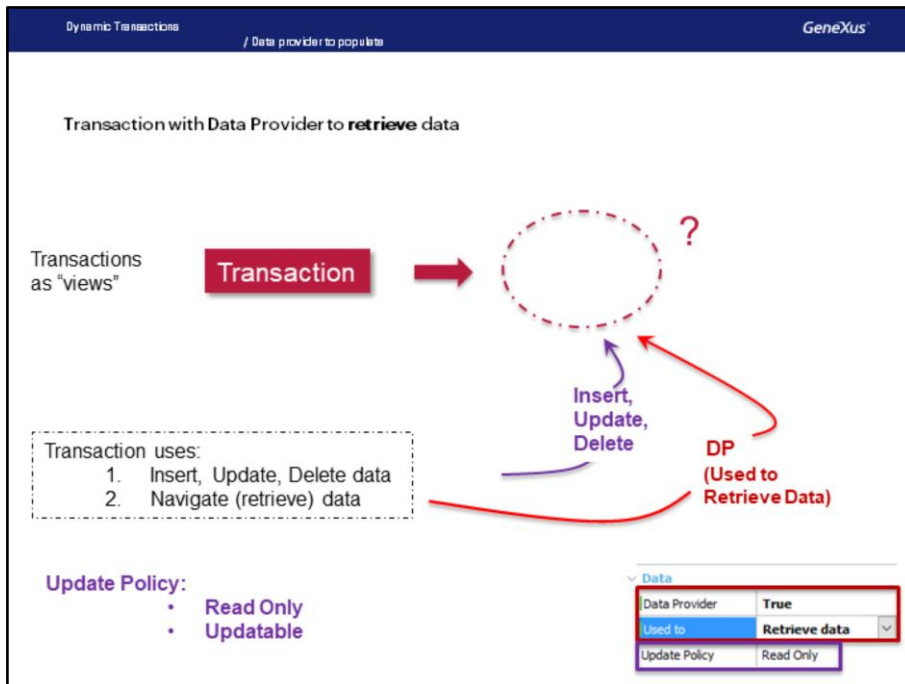 Dynamic Transactions
GeneXus
/ Data provider to populate
Transaction with Data Provider to retrieve data
?
Transactions
as "views"
Transaction
Insert,
Update,
Delete
DP
(Used to
Retrieve Data)
Transaction uses:
1. Insert, Update, Delete data
2. Navigate (retrieve) data
Update Policy:
• Read Only
• Updatable
Data
Data Provider True
Used to Retrieve data
Update Policy Read Only